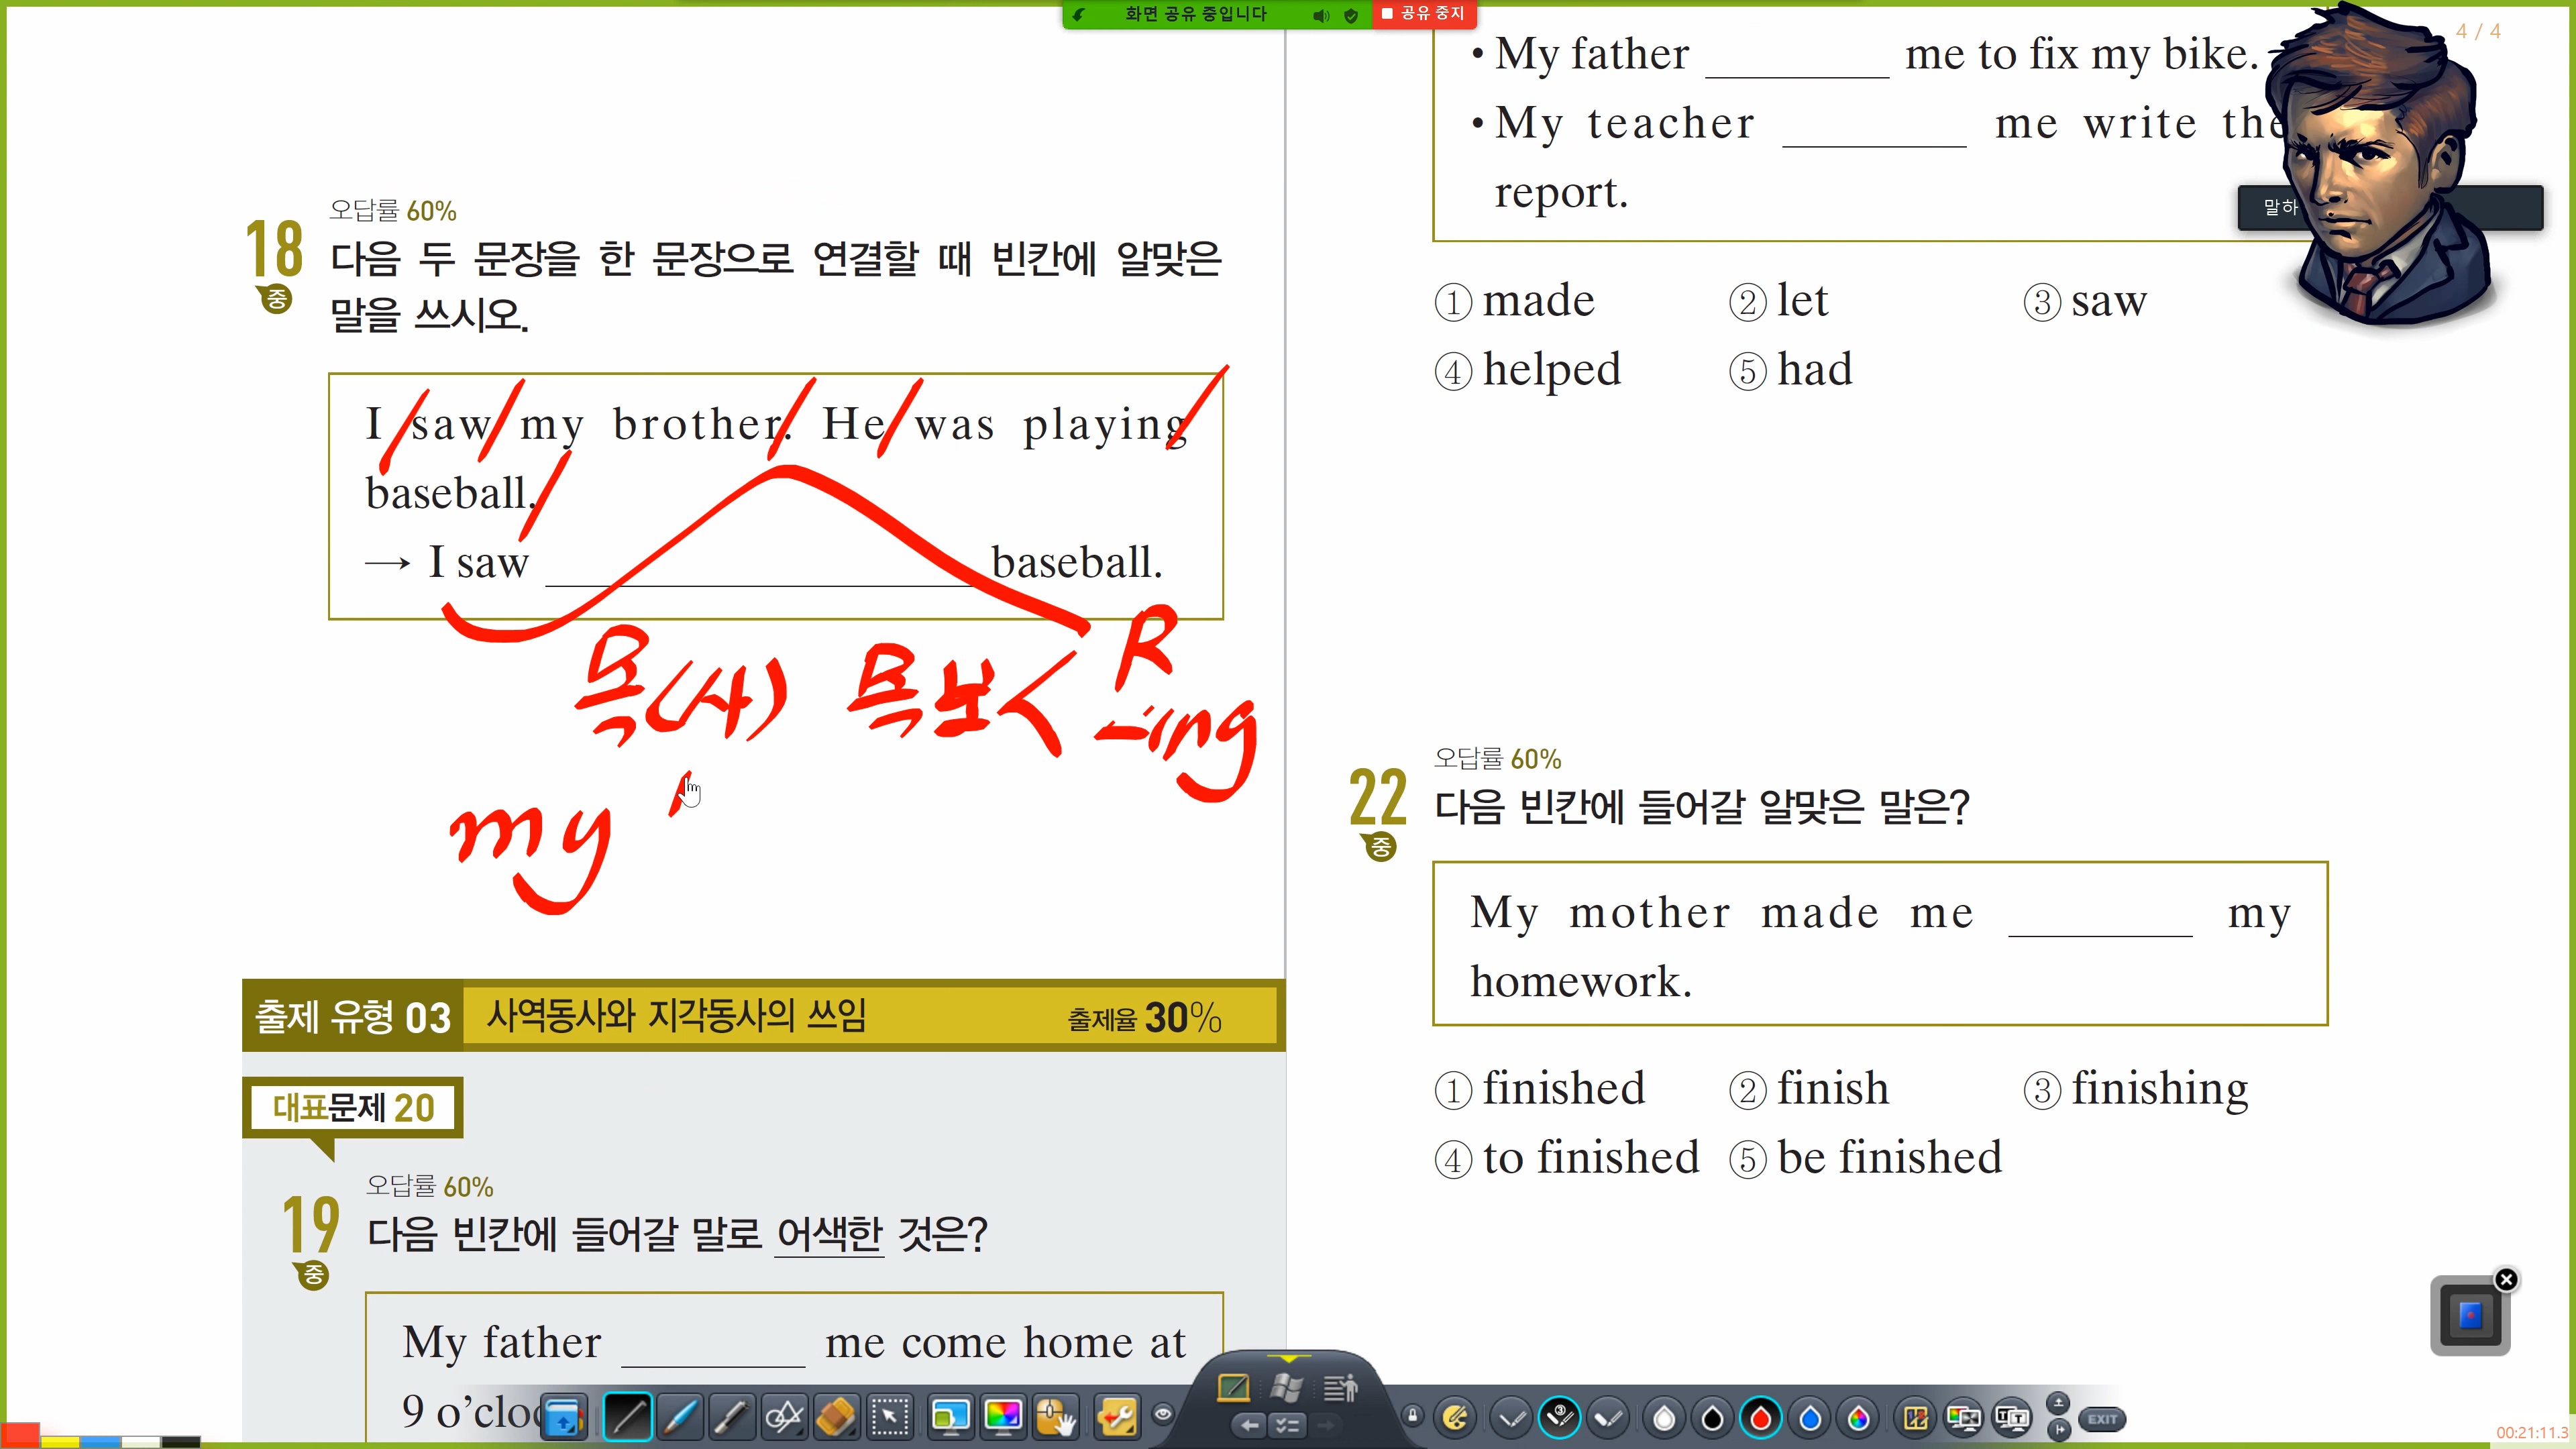 화면 공유 중입니다
공유 중지
4 / 4
말하
오답률 60%
18
중
다음 두 문장을 한 문장으로 연결할 때 빈칸에 알맞은
말을 쓰시오.
I saw my brother. He was playing
baseball.
→ I saw ______ baseball.
목(사) 목보< R
-ing
my
출제 유형 03 사역동사와 지각동사의 쓰임 출제율 30%
대표문제 20
오답률 60%
19
중
다음 빈칸에 들어갈 말로 어색한 것은?
My father ______ me come home at
9 o'cloc
• My father ______ me to fix my bike.
• My teacher ______ me write the
report.
① made ② let ③ saw
④ helped ⑤ had
오답률 60%
22
중
다음 빈칸에 들어갈 알맞은 말은?
My mother made me ______ my
homework.
① finished ② finish ③ finishing
④ to finished ⑤ be finished
EXIT
00:21:11.3